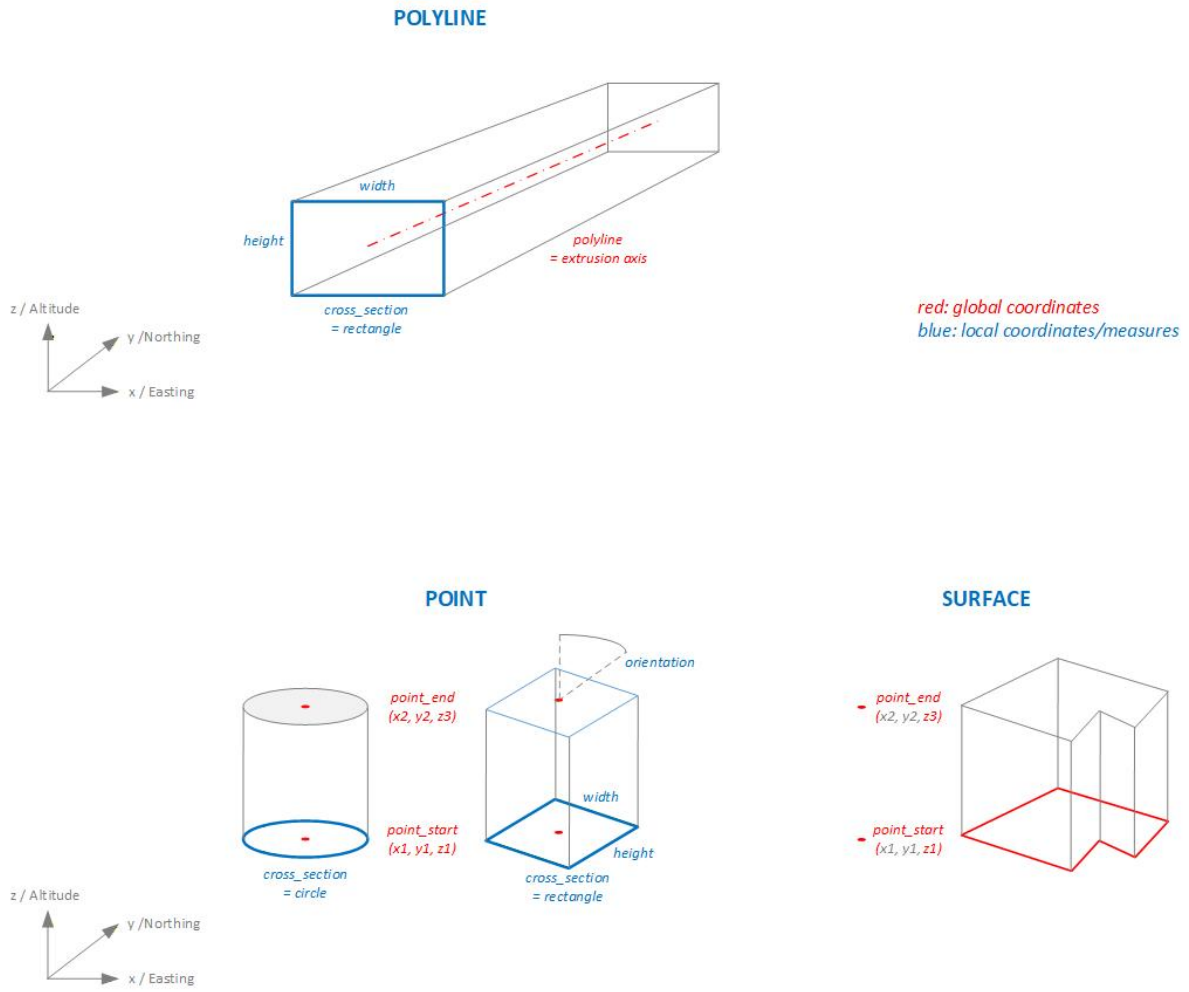 POLYLINE
width
height
polyline
= extrusion axis
cross_section
= rectangle
z / Altitude
y /Northing
x / Easting
red: global coordinates
blue: local coordinates/measures
POINT
SURFACE
orientation
point_end
(x2, y2, z3)
point_end
(x2, y2, z3)
width
point_start
(x1, y1, z1)
height
point_start
(x1, y1, z1)
cross_section
= circle
cross_section
= rectangle
z / Altitude
y /Northing
x / Easting